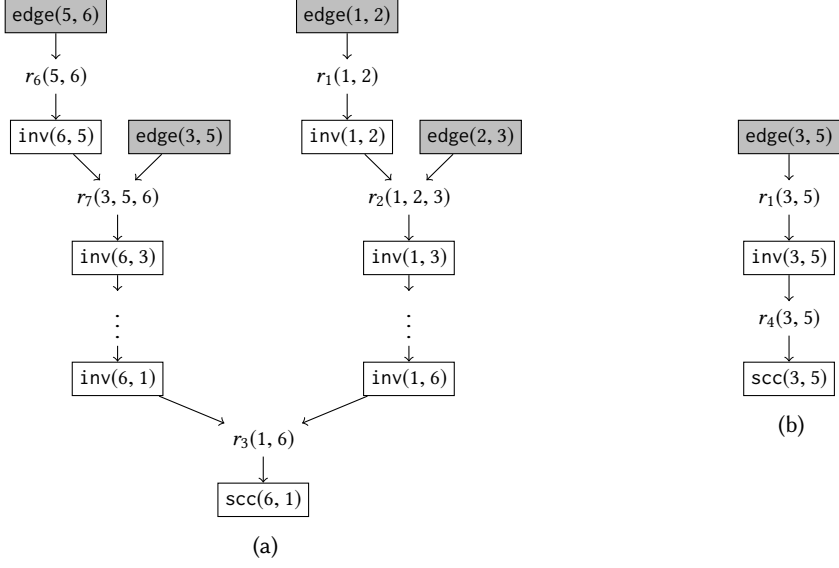 edge(5, 6) edge(1, 2)
r6(5, 6) r1(1, 2)
inv(6, 5) edge(3, 5) inv(1, 2) edge(2, 3) edge(3, 5)
r7(3, 5, 6) r2(1, 2, 3) r1(3, 5)
inv(6, 3) inv(1, 3) inv(3, 5)
r4(3, 5)
inv(6, 1) inv(1, 6) scc(3, 5)
(b)
r3(1, 6)
scc(6, 1)
(a)